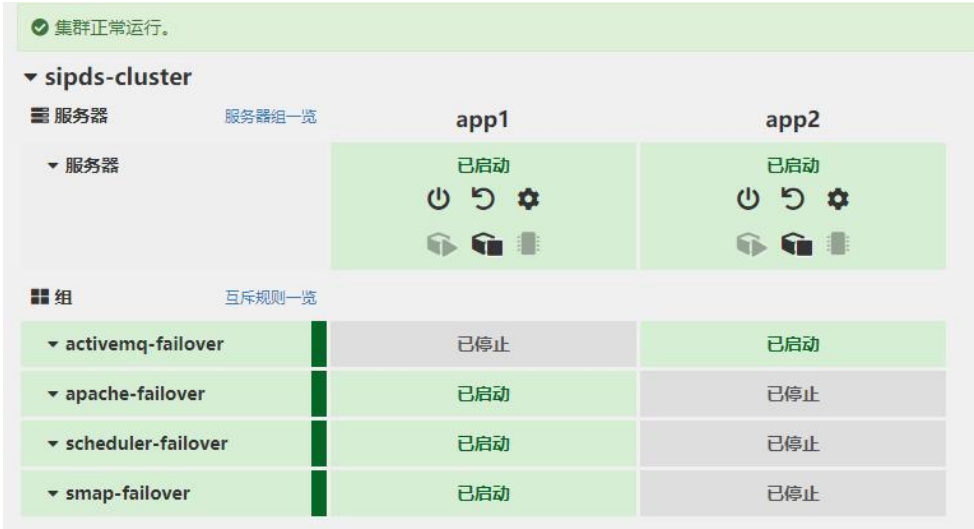 集群正常运行。
sipds-cluster
服务器 服务器组一览 app1 app2
服务器 已启动 已启动
组 互斥规则一览
activemq-failover 已停止 已启动
apache-failover 已启动 已停止
scheduler-failover 已启动 已停止
smap-failover 已启动 已停止